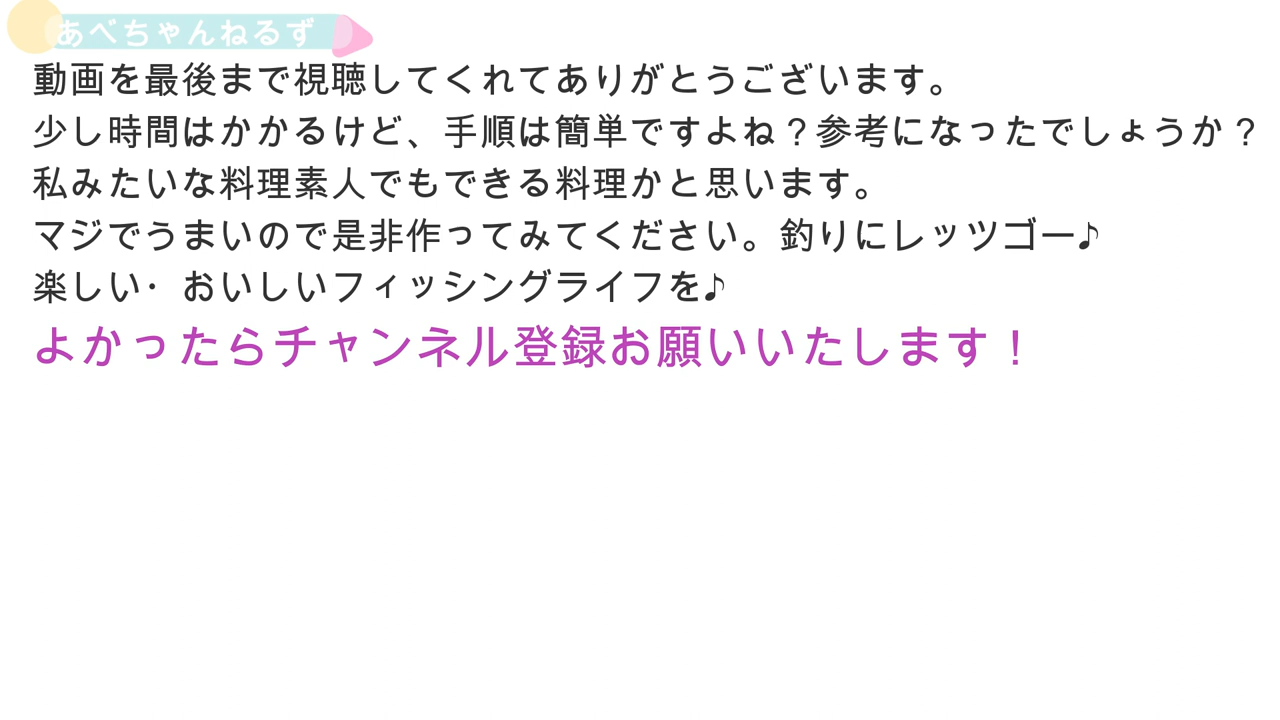 あべちゃんねるず
動画を最後まで視聴してくれてありがとうございます。
少し時間はかかるけど、手順は簡単ですよね？参考になったでしょうか？
私みたいな料理素人でもできる料理かと思います。
マジでうまいので是非作ってみてください。釣りにレッツゴー♪
楽しい・おいしいフィッシングライフを♪
よかったらチャンネル登録お願いいたします！